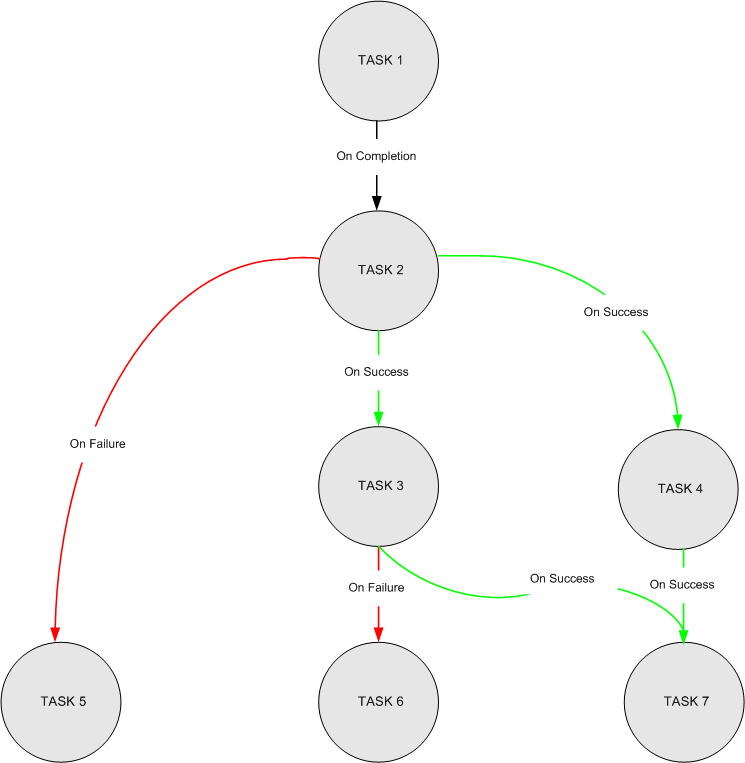 TASK 1
On Completion
TASK 2
On Success
On Success
On Failure
TASK 3
TASK 4
On Success
On Failure
On Success
TASK 5
TASK 6
TASK 7